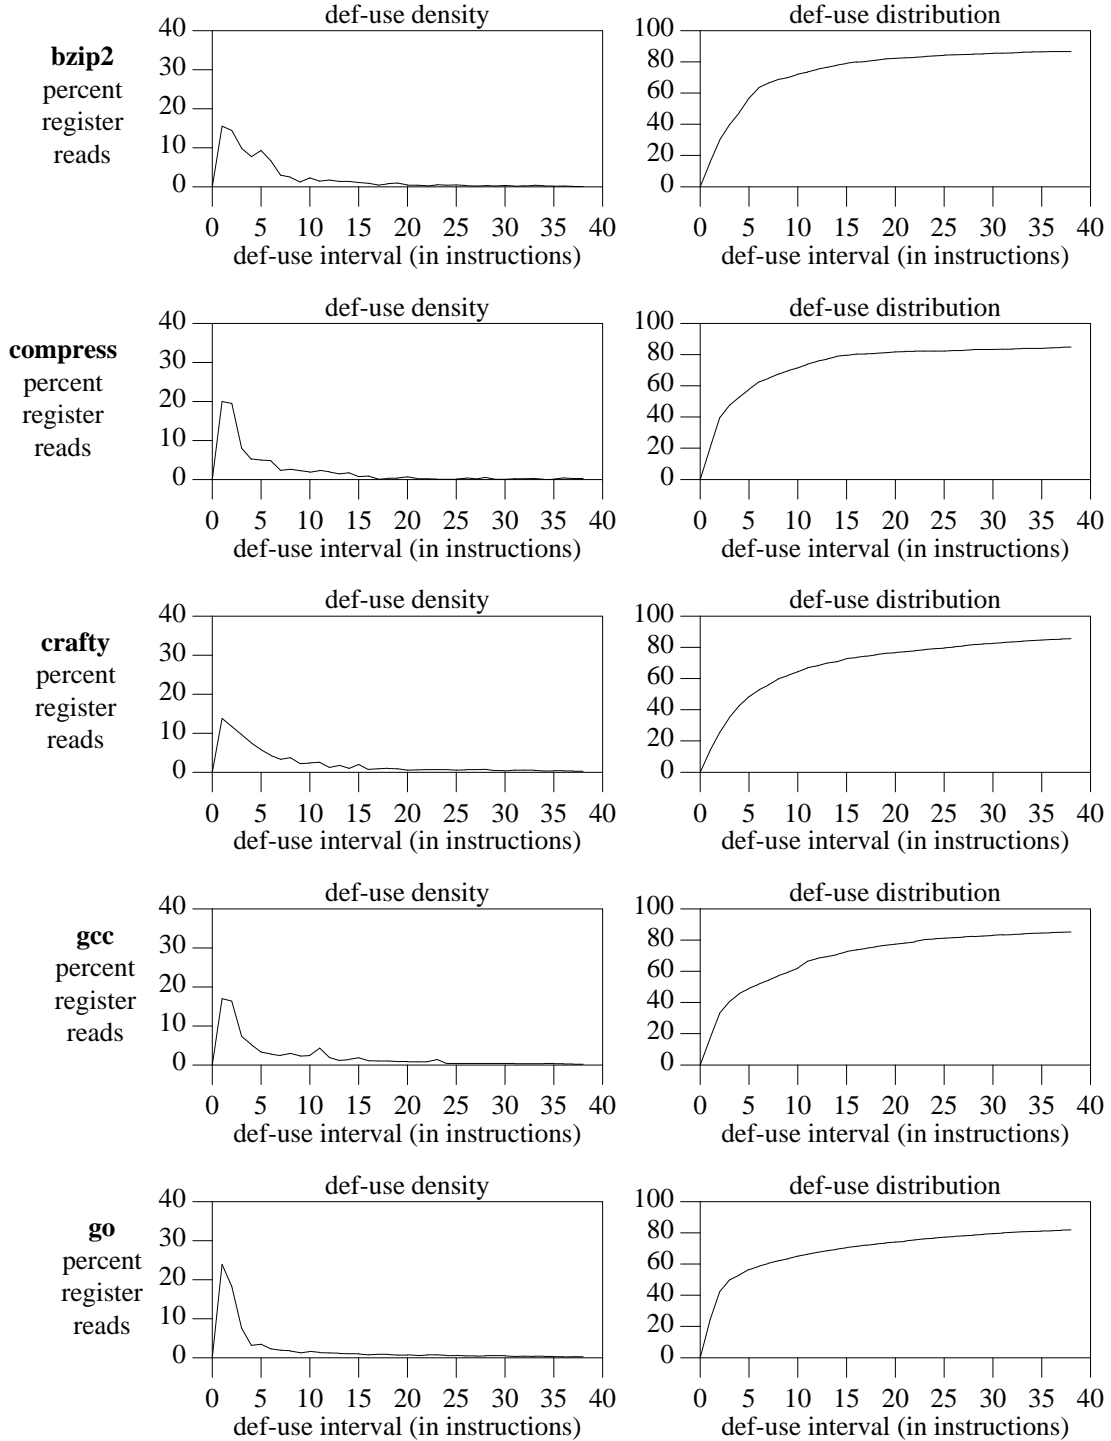 def-use density
def-use distribution
bzip2
percent
register
reads
40
30
20
10
0
0 5 10 15 20 25 30 35 40
def-use interval (in instructions)
100
80
60
40
20
0
0 5 10 15 20 25 30 35 40
def-use interval (in instructions)
def-use density
def-use distribution
compress
percent
register
reads
40
30
20
10
0
0 5 10 15 20 25 30 35 40
def-use interval (in instructions)
100
80
60
40
20
0
0 5 10 15 20 25 30 35 40
def-use interval (in instructions)
def-use density
def-use distribution
crafty
percent
register
reads
40
30
20
10
0
0 5 10 15 20 25 30 35 40
def-use interval (in instructions)
100
80
60
40
20
0
0 5 10 15 20 25 30 35 40
def-use interval (in instructions)
def-use density
def-use distribution
gcc
percent
register
reads
40
30
20
10
0
0 5 10 15 20 25 30 35 40
def-use interval (in instructions)
100
80
60
40
20
0
0 5 10 15 20 25 30 35 40
def-use interval (in instructions)
def-use density
def-use distribution
go
percent
register
reads
40
30
20
10
0
0 5 10 15 20 25 30 35 40
def-use interval (in instructions)
100
80
60
40
20
0
0 5 10 15 20 25 30 35 40
def-use interval (in instructions)